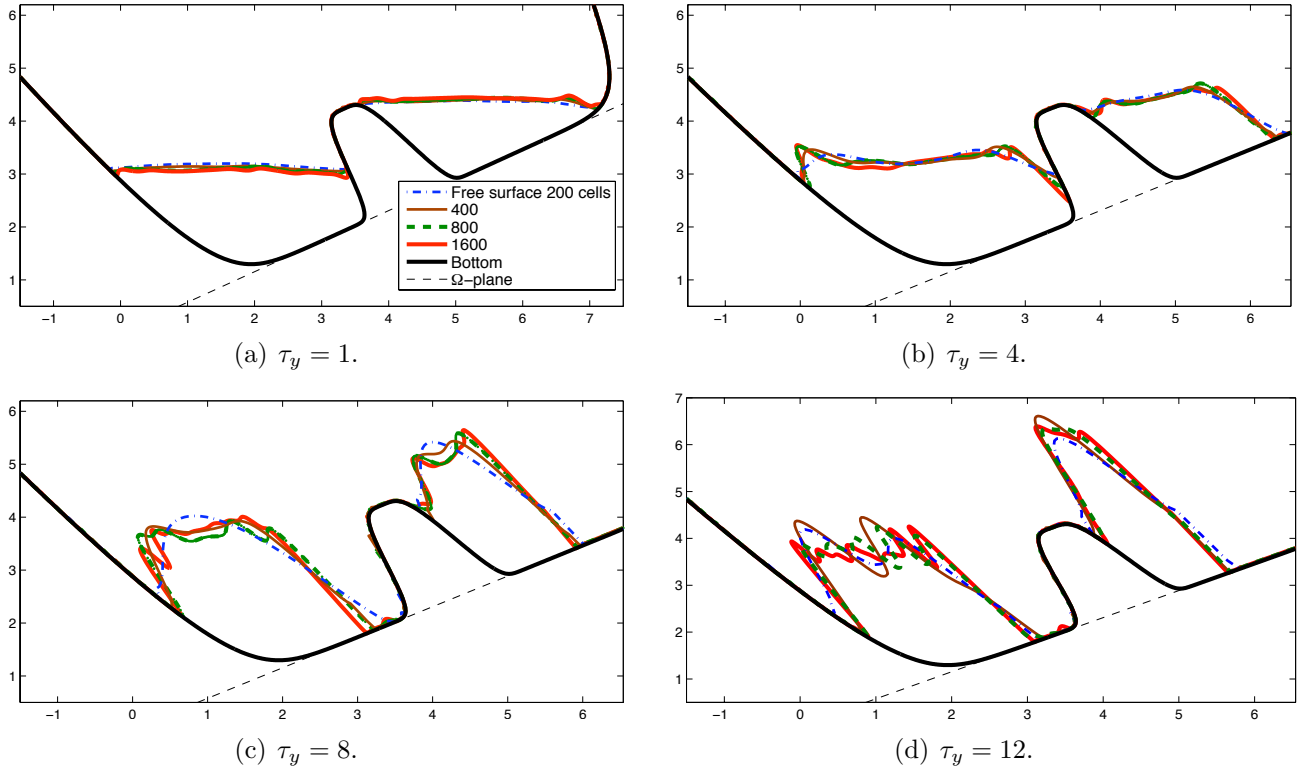 6
5
4
3
2
1
Free surface 200 cells
400
800
1600
Bottom
Ω−plane
−1 0 1 2 3 4 5 6 7
(a) τy = 1.
6
5
4
3
2
1
−1 0 1 2 3 4 5 6
(b) τy = 4.
6
5
4
3
2
1
−1 0 1 2 3 4 5 6
(c) τy = 8.
7
6
5
4
3
2
1
−1 0 1 2 3 4 5 6
(d) τy = 12.